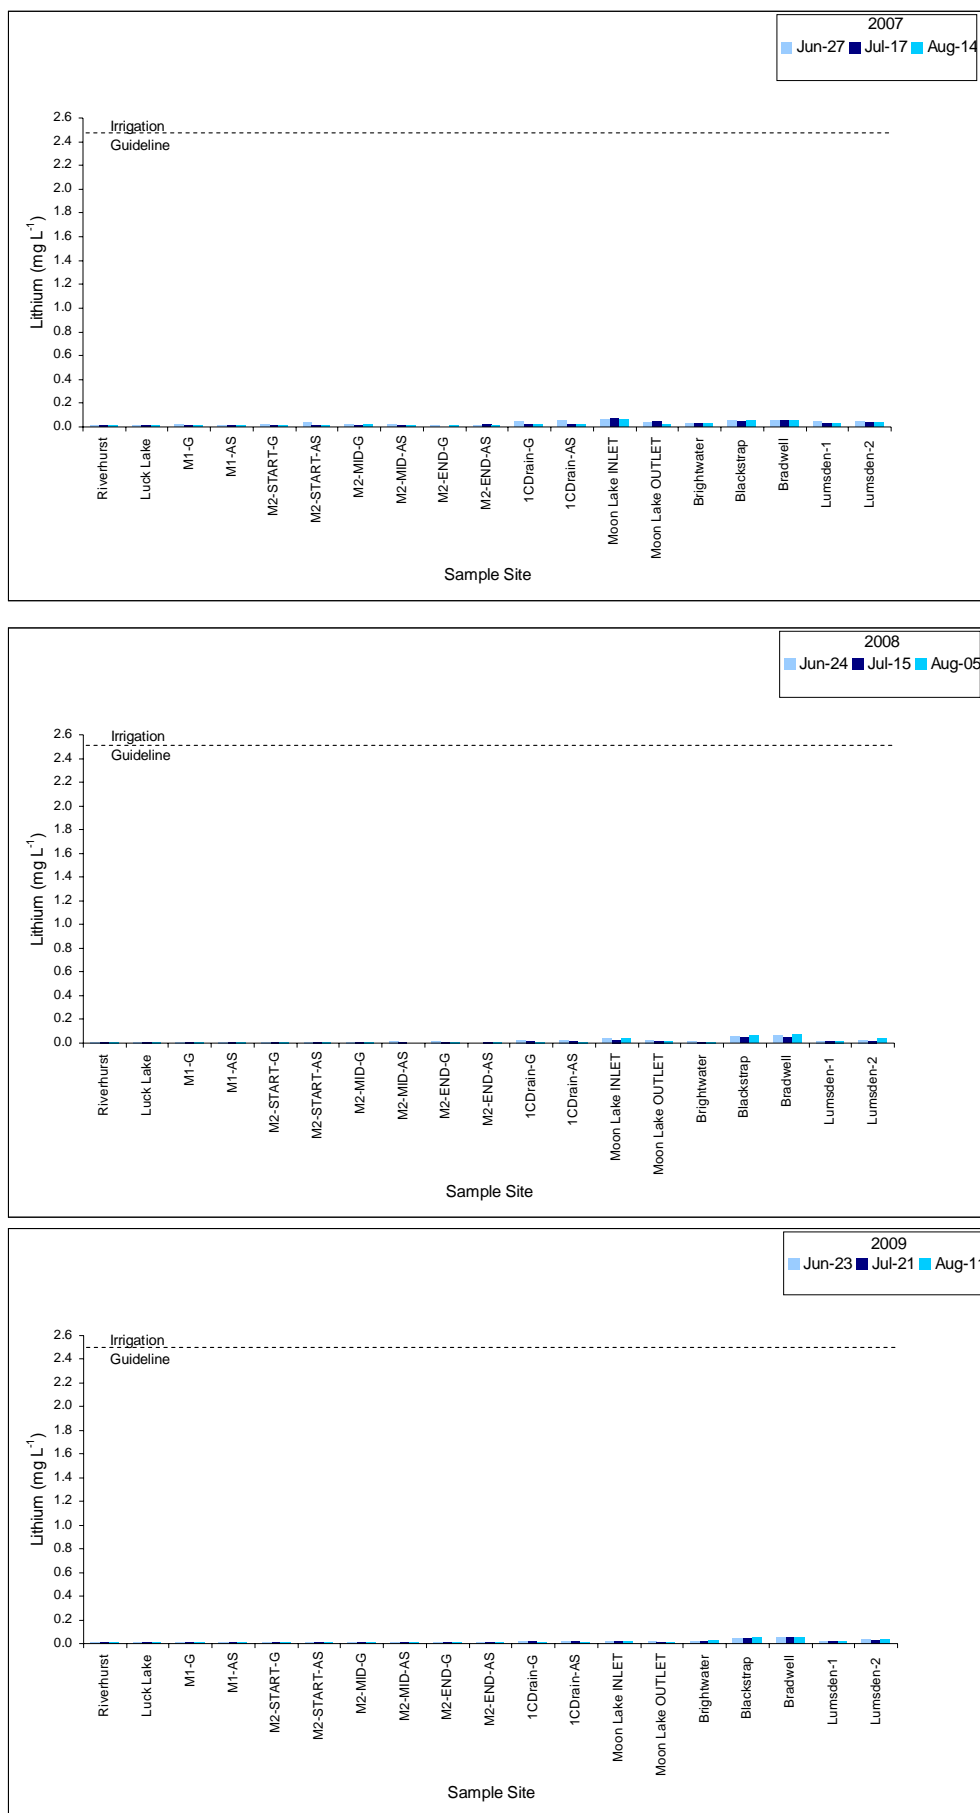 2007
Jun-27 Jul-17 Aug-14
2.6
2.4
2.2
2.0
1.8
1.6
1.4
1.2
1.0
0.8
0.6
0.4
0.2
0.0
Irrigation
Guideline
Lithium (mg L⁻¹)
Riverhurst
Luck Lake
M1-G
M1-AS
M2-START-G
M2-START-AS
M2-MID-G
M2-MID-AS
M2-END-G
M2-END-AS
1CDrain-G
1CDrain-AS
Moon Lake INLET
Moon Lake OUTLET
Brightwater
Blackstrap
Bradwell
Lumsden-1
Lumsden-2
Sample Site
2008
Jun-24 Jul-15 Aug-05
2.6
2.4
2.2
2.0
1.8
1.6
1.4
1.2
1.0
0.8
0.6
0.4
0.2
0.0
Irrigation
Guideline
Lithium (mg L⁻¹)
Riverhurst
Luck Lake
M1-G
M1-AS
M2-START-G
M2-START-AS
M2-MID-G
M2-MID-AS
M2-END-G
M2-END-AS
1CDrain-G
1CDrain-AS
Moon Lake INLET
Moon Lake OUTLET
Brightwater
Blackstrap
Bradwell
Lumsden-1
Lumsden-2
Sample Site
2009
Jun-23 Jul-21 Aug-11
2.6
2.4
2.2
2.0
1.8
1.6
1.4
1.2
1.0
0.8
0.6
0.4
0.2
0.0
Irrigation
Guideline
Lithium (mg L⁻¹)
Riverhurst
Luck Lake
M1-G
M1-AS
M2-START-G
M2-START-AS
M2-MID-G
M2-MID-AS
M2-END-G
M2-END-AS
1CDrain-G
1CDrain-AS
Moon Lake INLET
Moon Lake OUTLET
Brightwater
Blackstrap
Bradwell
Lumsden-1
Lumsden-2
Sample Site